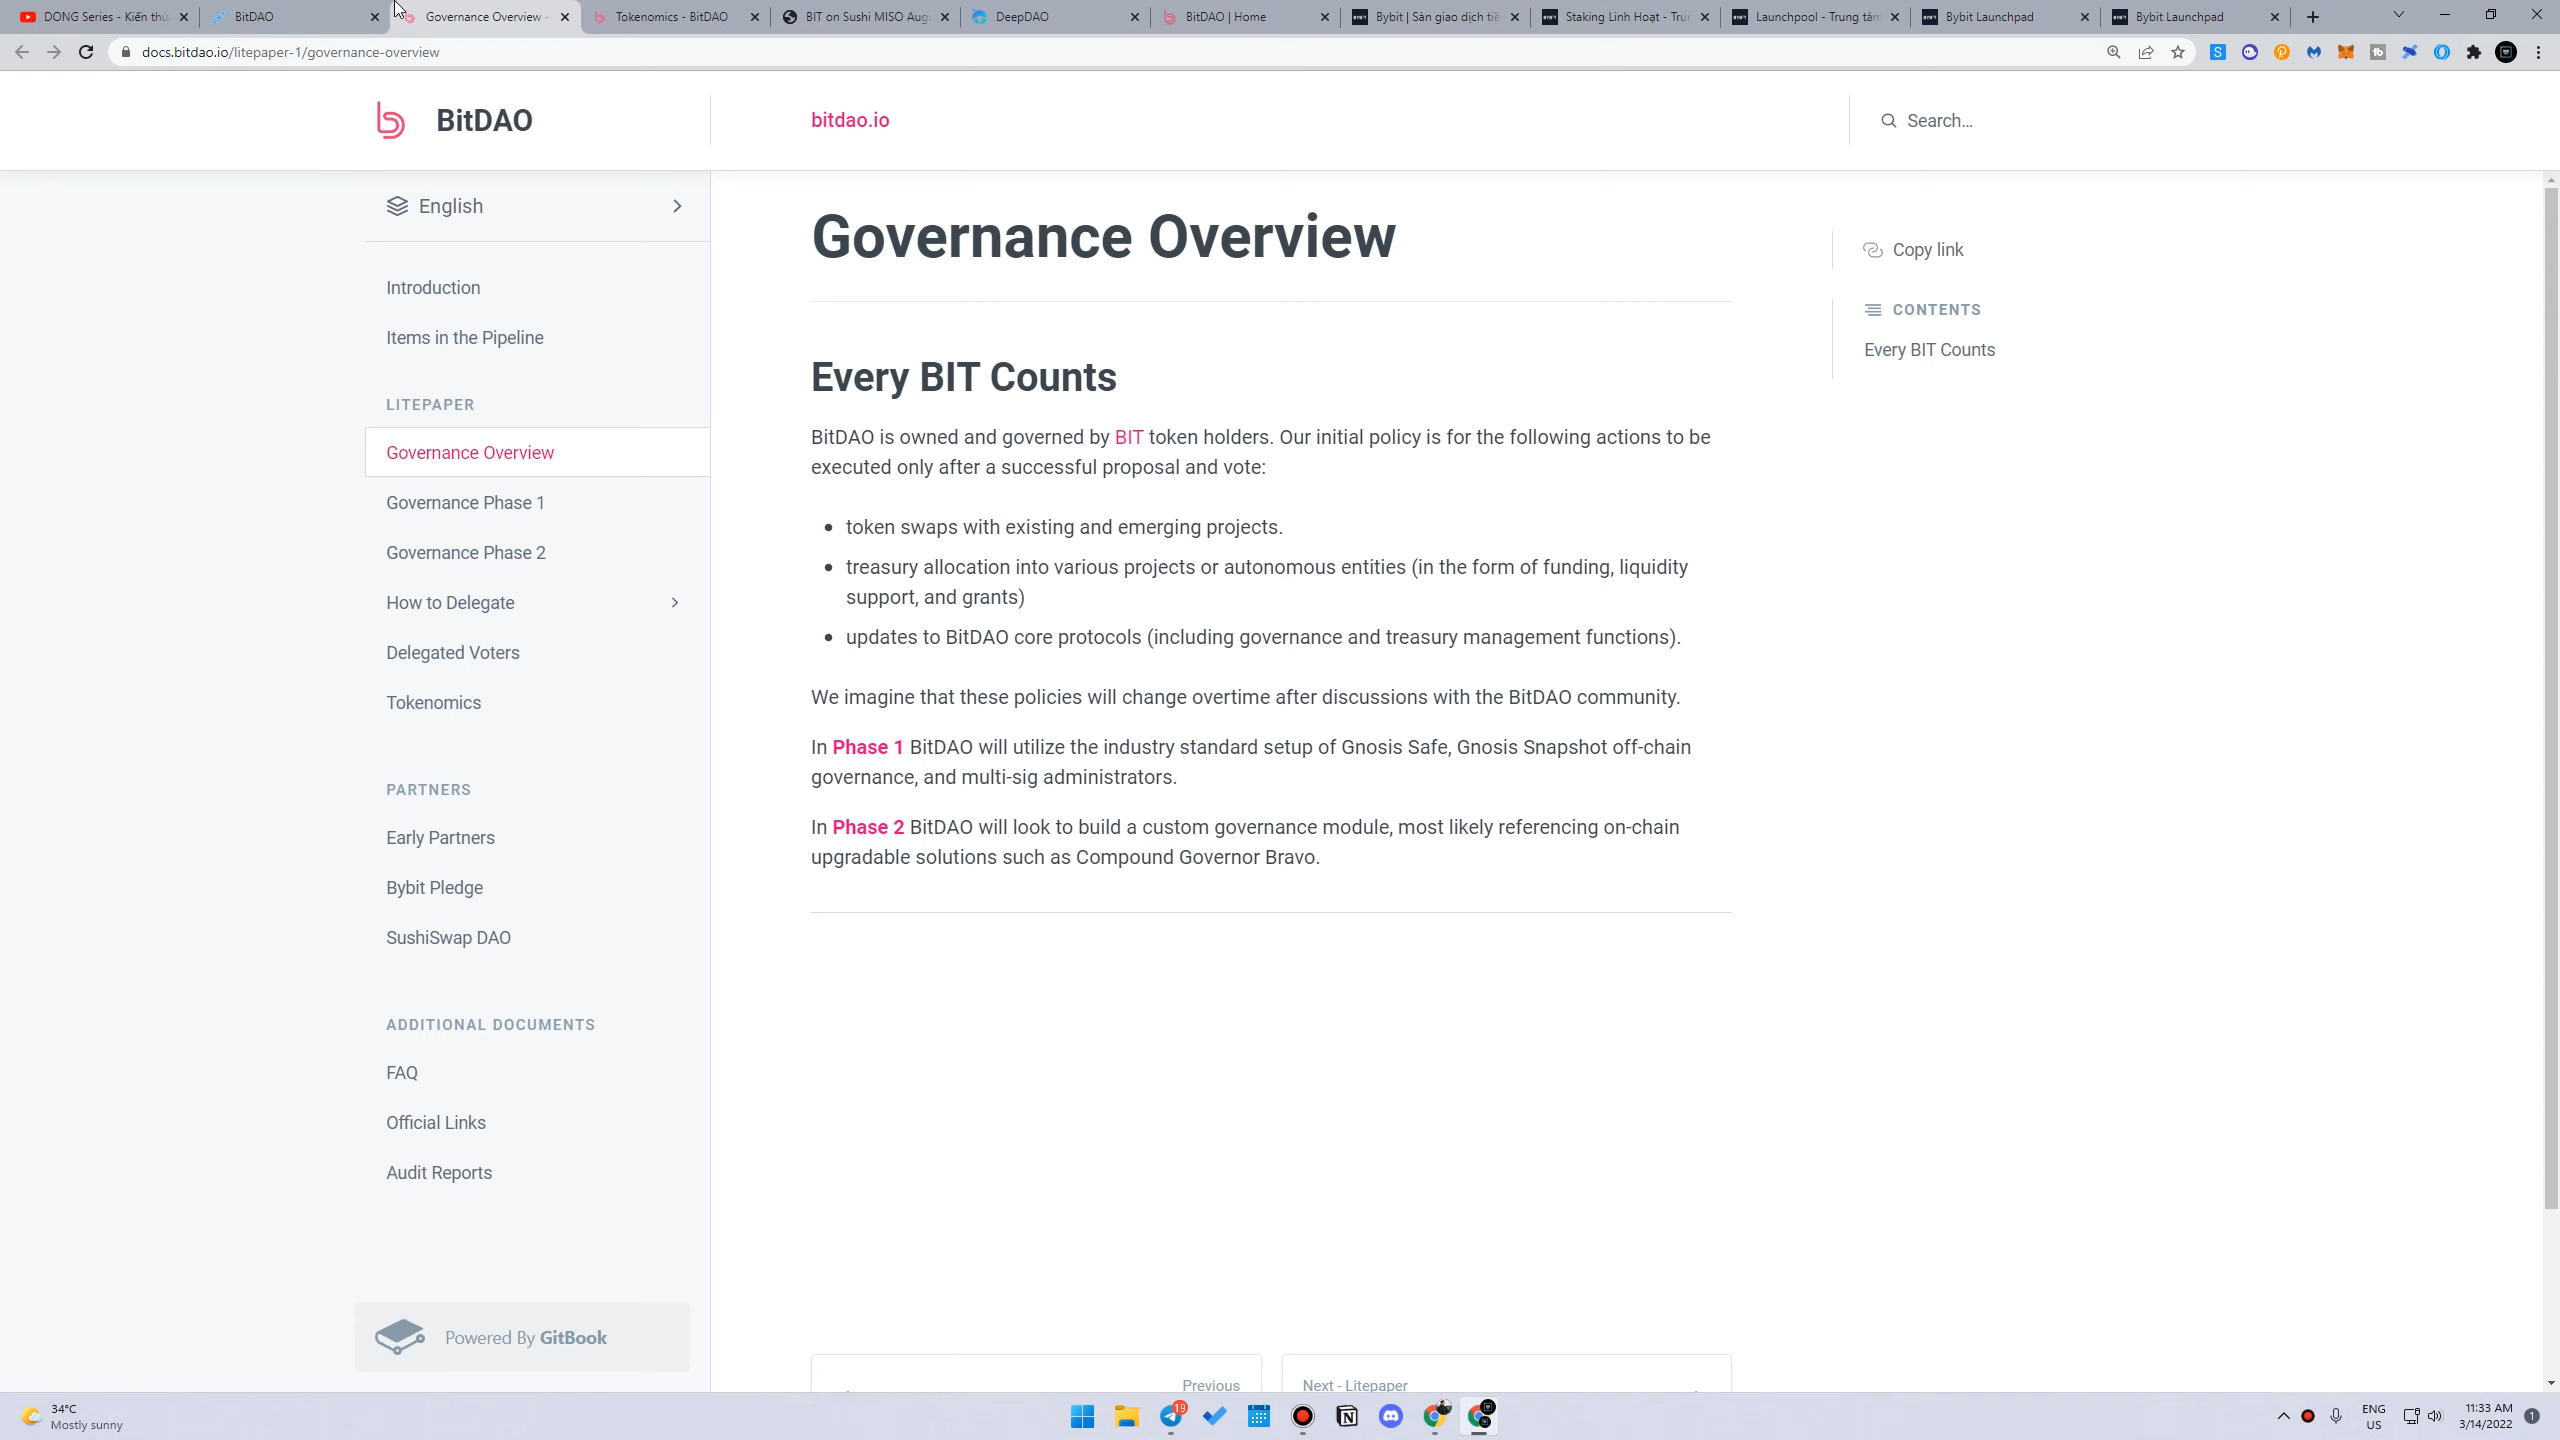 DONG Series - Kiến thứ
BitDAO
Governance Overview -
Tokenomics - BitDAO
BIT on Sushi MISO Aug
DeepDAO
BitDAO | Home
Bybit | Sàn giao dịch tiề
Staking Linh Hoạt - Tru
Launchpool - Trung tâm
Bybit Launchpad
Bybit Launchpad
docs.bitdao.io/litepaper-1/governance-overview
BitDAO
bitdao.io
Search...
English
Introduction
Items in the Pipeline
LITEPAPER
Governance Overview
Governance Phase 1
Governance Phase 2
How to Delegate
Delegated Voters
Tokenomics
PARTNERS
Early Partners
Bybit Pledge
SushiSwap DAO
ADDITIONAL DOCUMENTS
FAQ
Official Links
Audit Reports
Powered By GitBook
Governance Overview
Every BIT Counts
BitDAO is owned and governed by BIT token holders. Our initial policy is for the following actions to be
executed only after a successful proposal and vote:
• token swaps with existing and emerging projects.
• treasury allocation into various projects or autonomous entities (in the form of funding, liquidity
support, and grants)
• updates to BitDAO core protocols (including governance and treasury management functions).
We imagine that these policies will change overtime after discussions with the BitDAO community.
In Phase 1 BitDAO will utilize the industry standard setup of Gnosis Safe, Gnosis Snapshot off-chain
governance, and multi-sig administrators.
In Phase 2 BitDAO will look to build a custom governance module, most likely referencing on-chain
upgradable solutions such as Compound Governor Bravo.
Previous
Next - Litepaper
Copy link
CONTENTS
Every BIT Counts
34°C
Mostly sunny
19
ENG
US
11:33 AM
3/14/2022
1